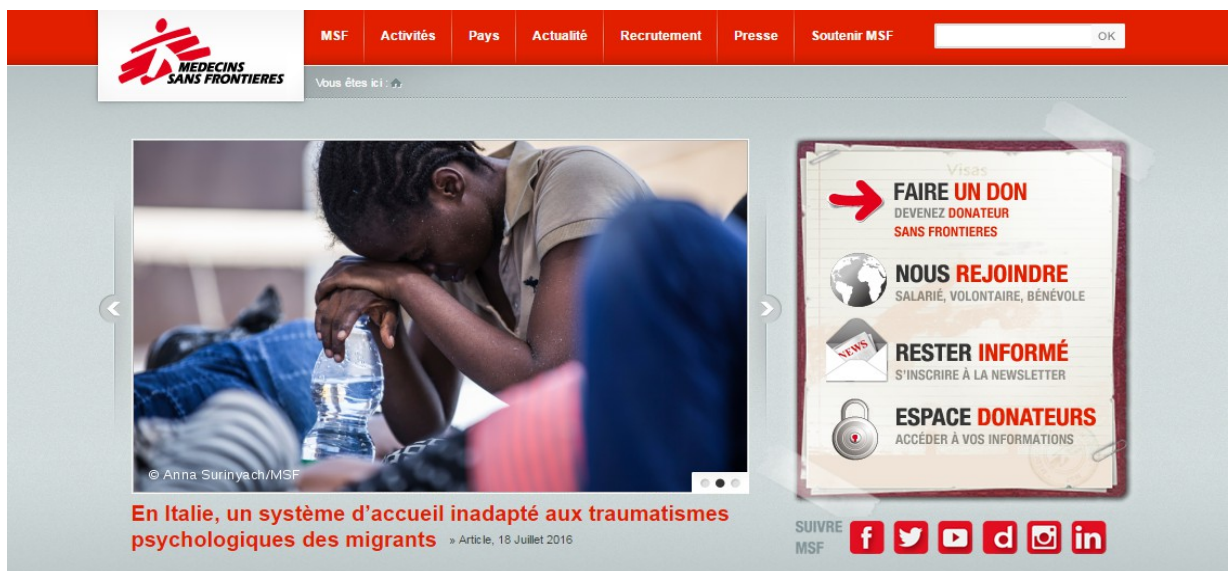 MSF Activités Pays Actualité Recrutement Presse Soutenir MSF OK
MEDECINS
SANS FRONTIERES
Vous êtes ici :
Visas
FAIRE UN DON
DEVENEZ DONATEUR
SANS FRONTIERES
NOUS REJOINDRE
SALARIÉ, VOLONTAIRE, BÉNÉVOLE
NEWS
RESTER INFORMÉ
S'INSCRIRE À LA NEWSLETTER
ESPACE DONATEURS
ACCÉDER À VOS INFORMATIONS
© Anna Surinyach/MSF
En Italie, un système d'accueil inadapté aux traumatismes
psychologiques des migrants » Article, 18 Juillet 2016
SUIVRE
MSF